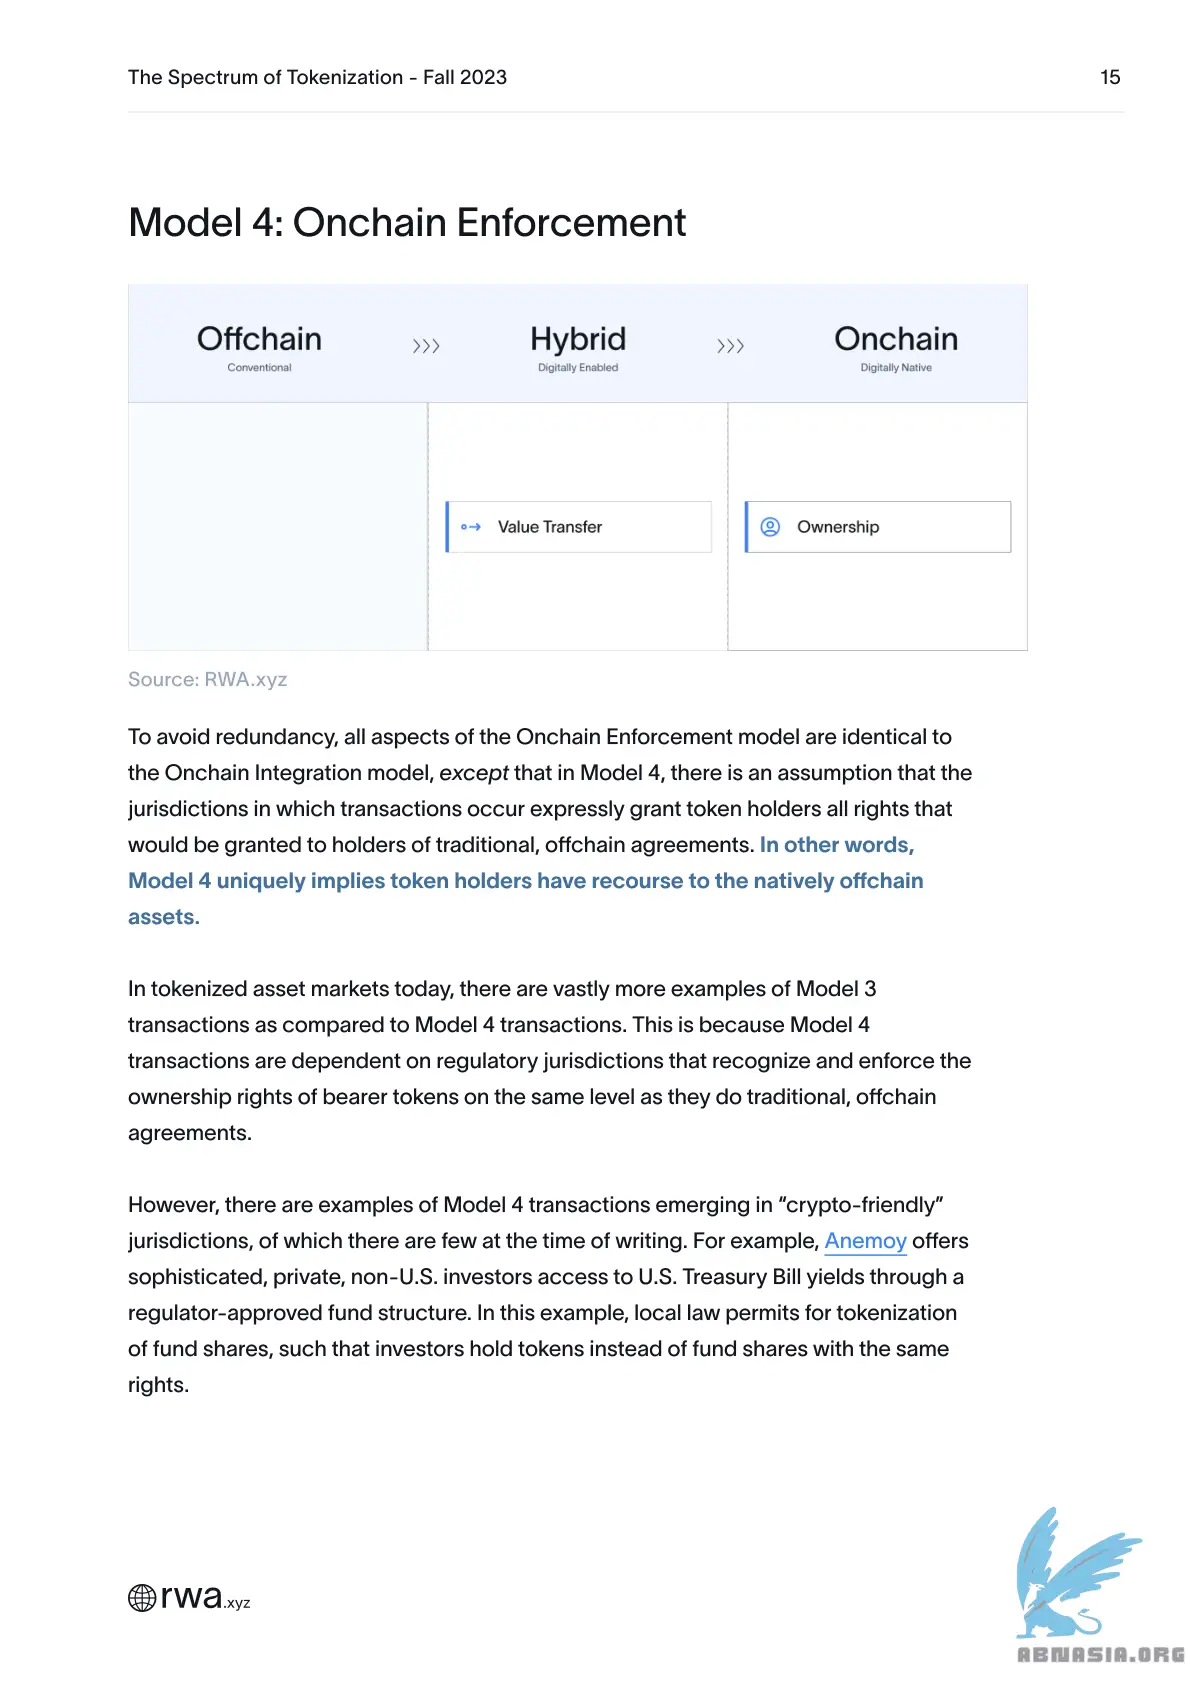 The Spectrum of Tokenization - Fall 2023
15
Model 4: Onchain Enforcement
Offchain
Conventional
Hybrid
Digitally Enabled
Onchain
Digitally Native
Value Transfer
Ownership
Source: RWA.xyz
To avoid redundancy, all aspects of the Onchain Enforcement model are identical to
the Onchain Integration model, except that in Model 4, there is an assumption that the
jurisdictions in which transactions occur expressly grant token holders all rights that
would be granted to holders of traditional, offchain agreements. In other words,
Model 4 uniquely implies token holders have recourse to the natively offchain
assets.
In tokenized asset markets today, there are vastly more examples of Model 3
transactions as compared to Model 4 transactions. This is because Model 4
transactions are dependent on regulatory jurisdictions that recognize and enforce the
ownership rights of bearer tokens on the same level as they do traditional, offchain
agreements.
However, there are examples of Model 4 transactions emerging in “crypto-friendly”
jurisdictions, of which there are few at the time of writing. For example, Anemoy offers
sophisticated, private, non-U.S. investors access to U.S. Treasury Bill yields through a
regulator-approved fund structure. In this example, local law permits for tokenization
of fund shares, such that investors hold tokens instead of fund shares with the same
rights.
rwa.xyz
ABNASIA.ORG